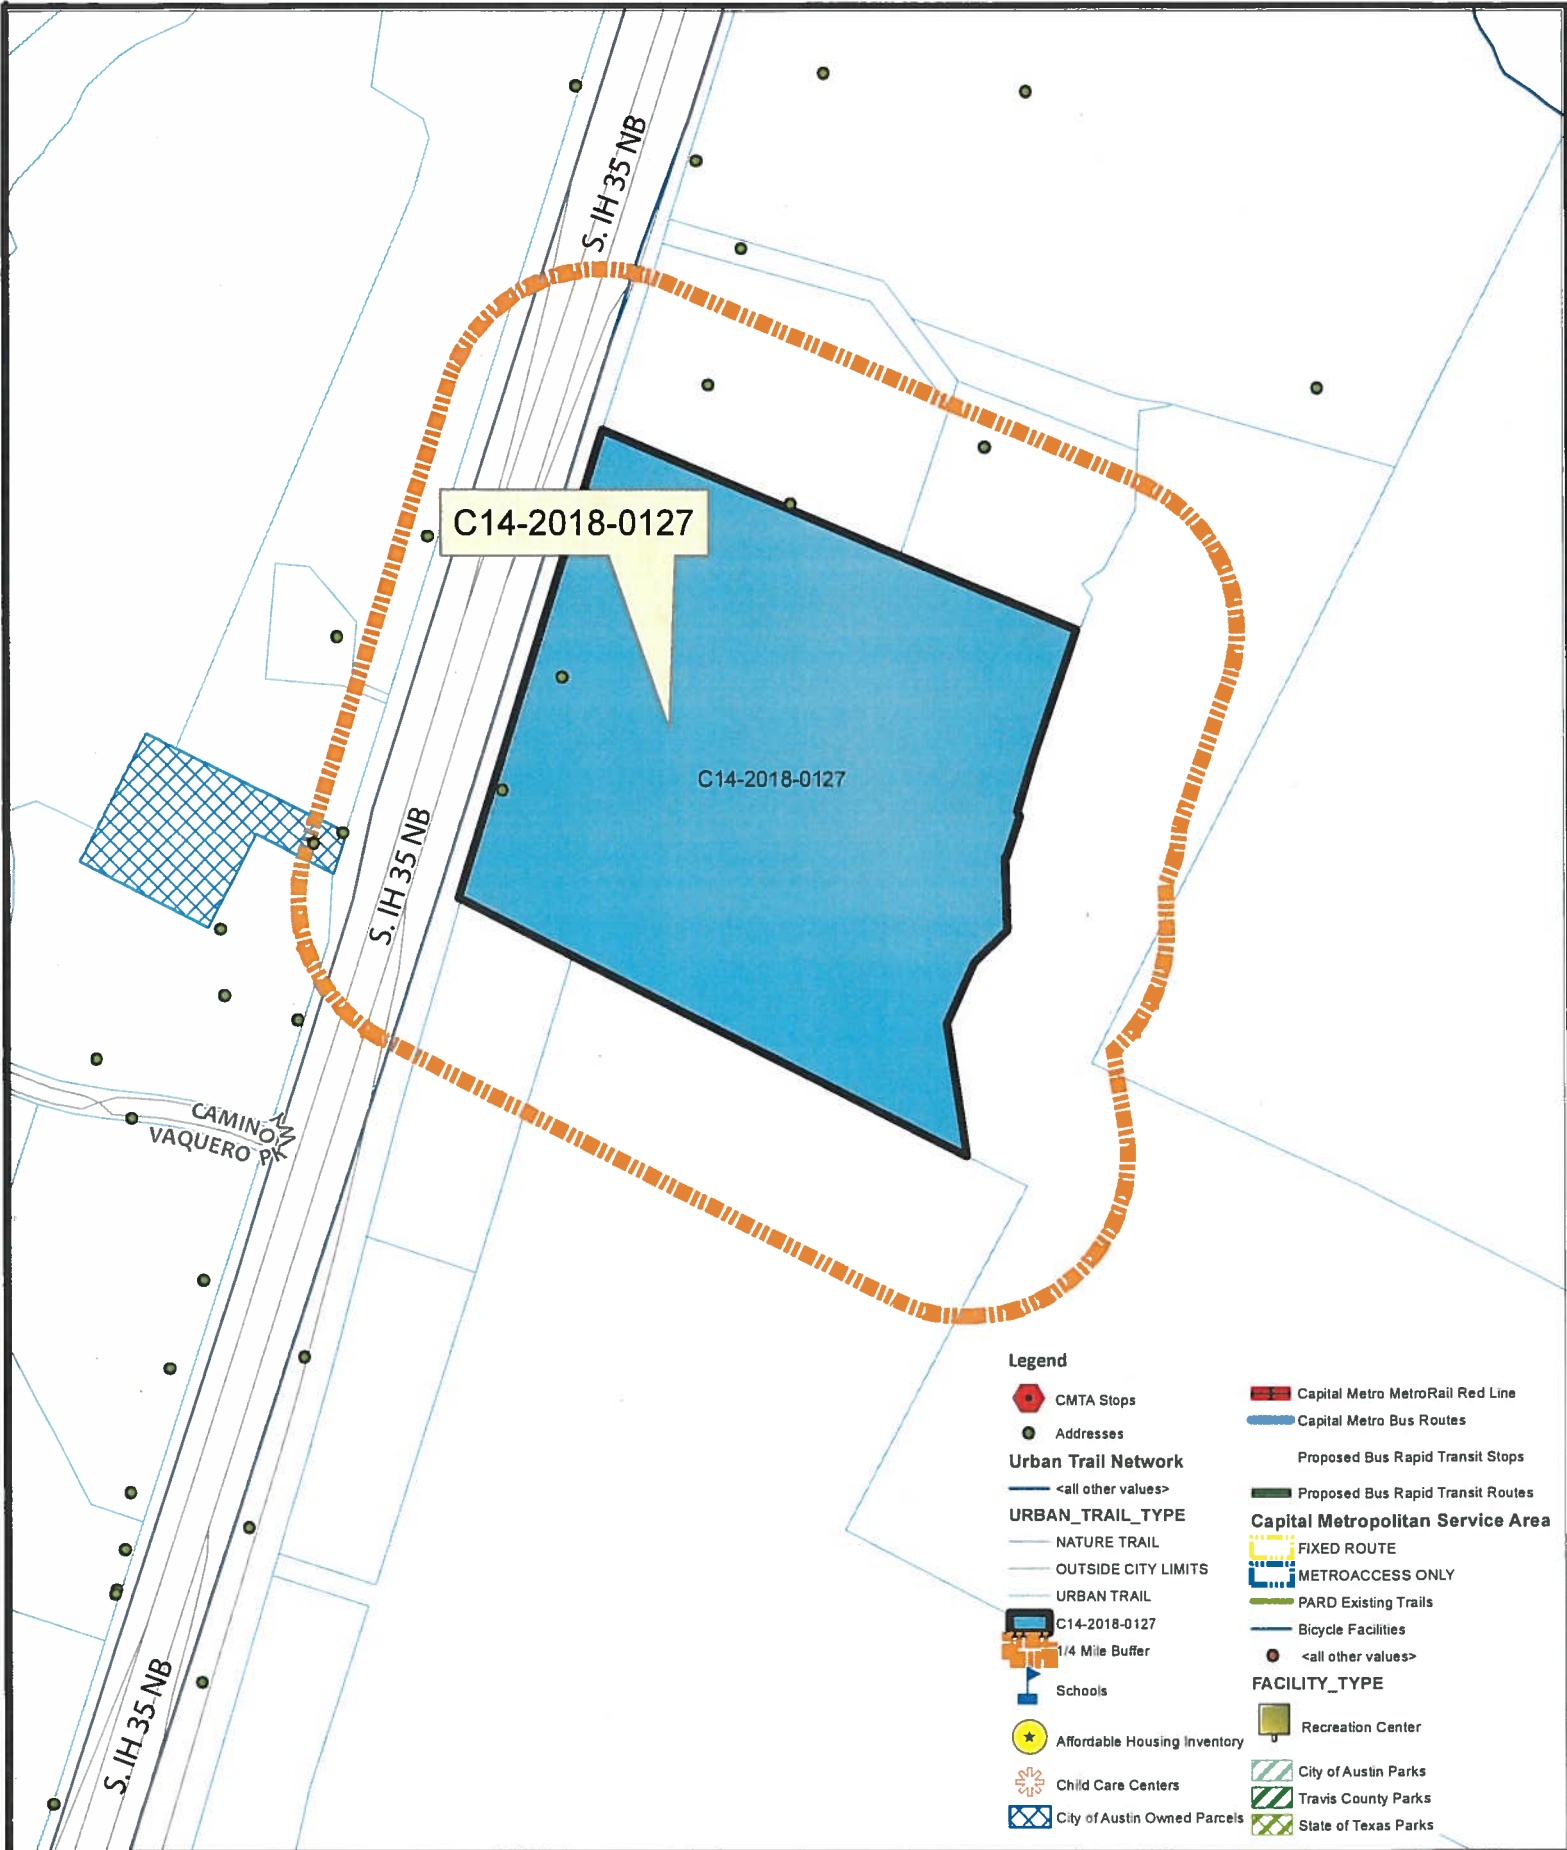 S. IH 35 NB
C14-2018-0127
C14-2018-0127
S. IH 35 NB
CAMINO
VAQUERO PK
S. IH 35 NB
Legend
CMTA Stops
Addresses
Urban Trail Network
<all other values>
URBAN_TRAIL_TYPE
NATURE TRAIL
OUTSIDE CITY LIMITS
URBAN TRAIL
C14-2018-0127
1/4 Mile Buffer
Schools
Affordable Housing Inventory
Child Care Centers
City of Austin Owned Parcels
Capital Metro MetroRail Red Line
Capital Metro Bus Routes
Proposed Bus Rapid Transit Stops
Proposed Bus Rapid Transit Routes
Capital Metropolitan Service Area
FIXED ROUTE
METROACCESS ONLY
PARD Existing Trails
Bicycle Facilities
<all other values>
FACILITY_TYPE
Recreation Center
City of Austin Parks
Travis County Parks
State of Texas Parks